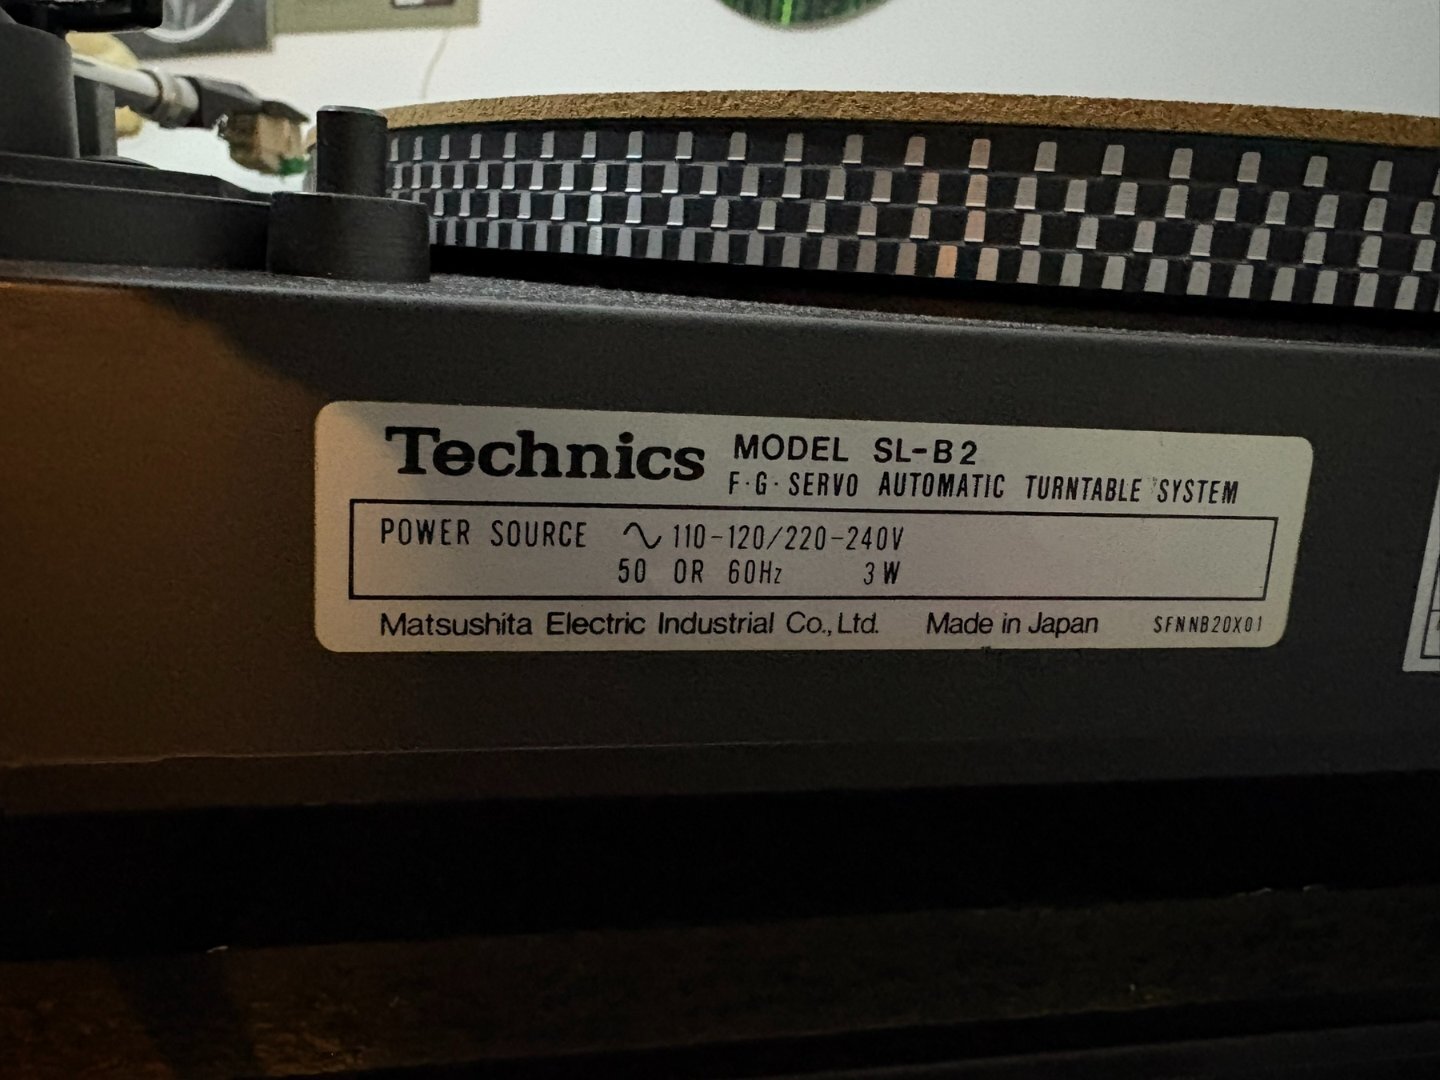 Technics MODEL SL-B2
F·G·SERVO AUTOMATIC TURNTABLE SYSTEM
POWER SOURCE ∿ 110-120/220-240V
50 OR 60Hz 3W
Matsushita Electric Industrial Co., Ltd. Made in Japan SFNNB20X01